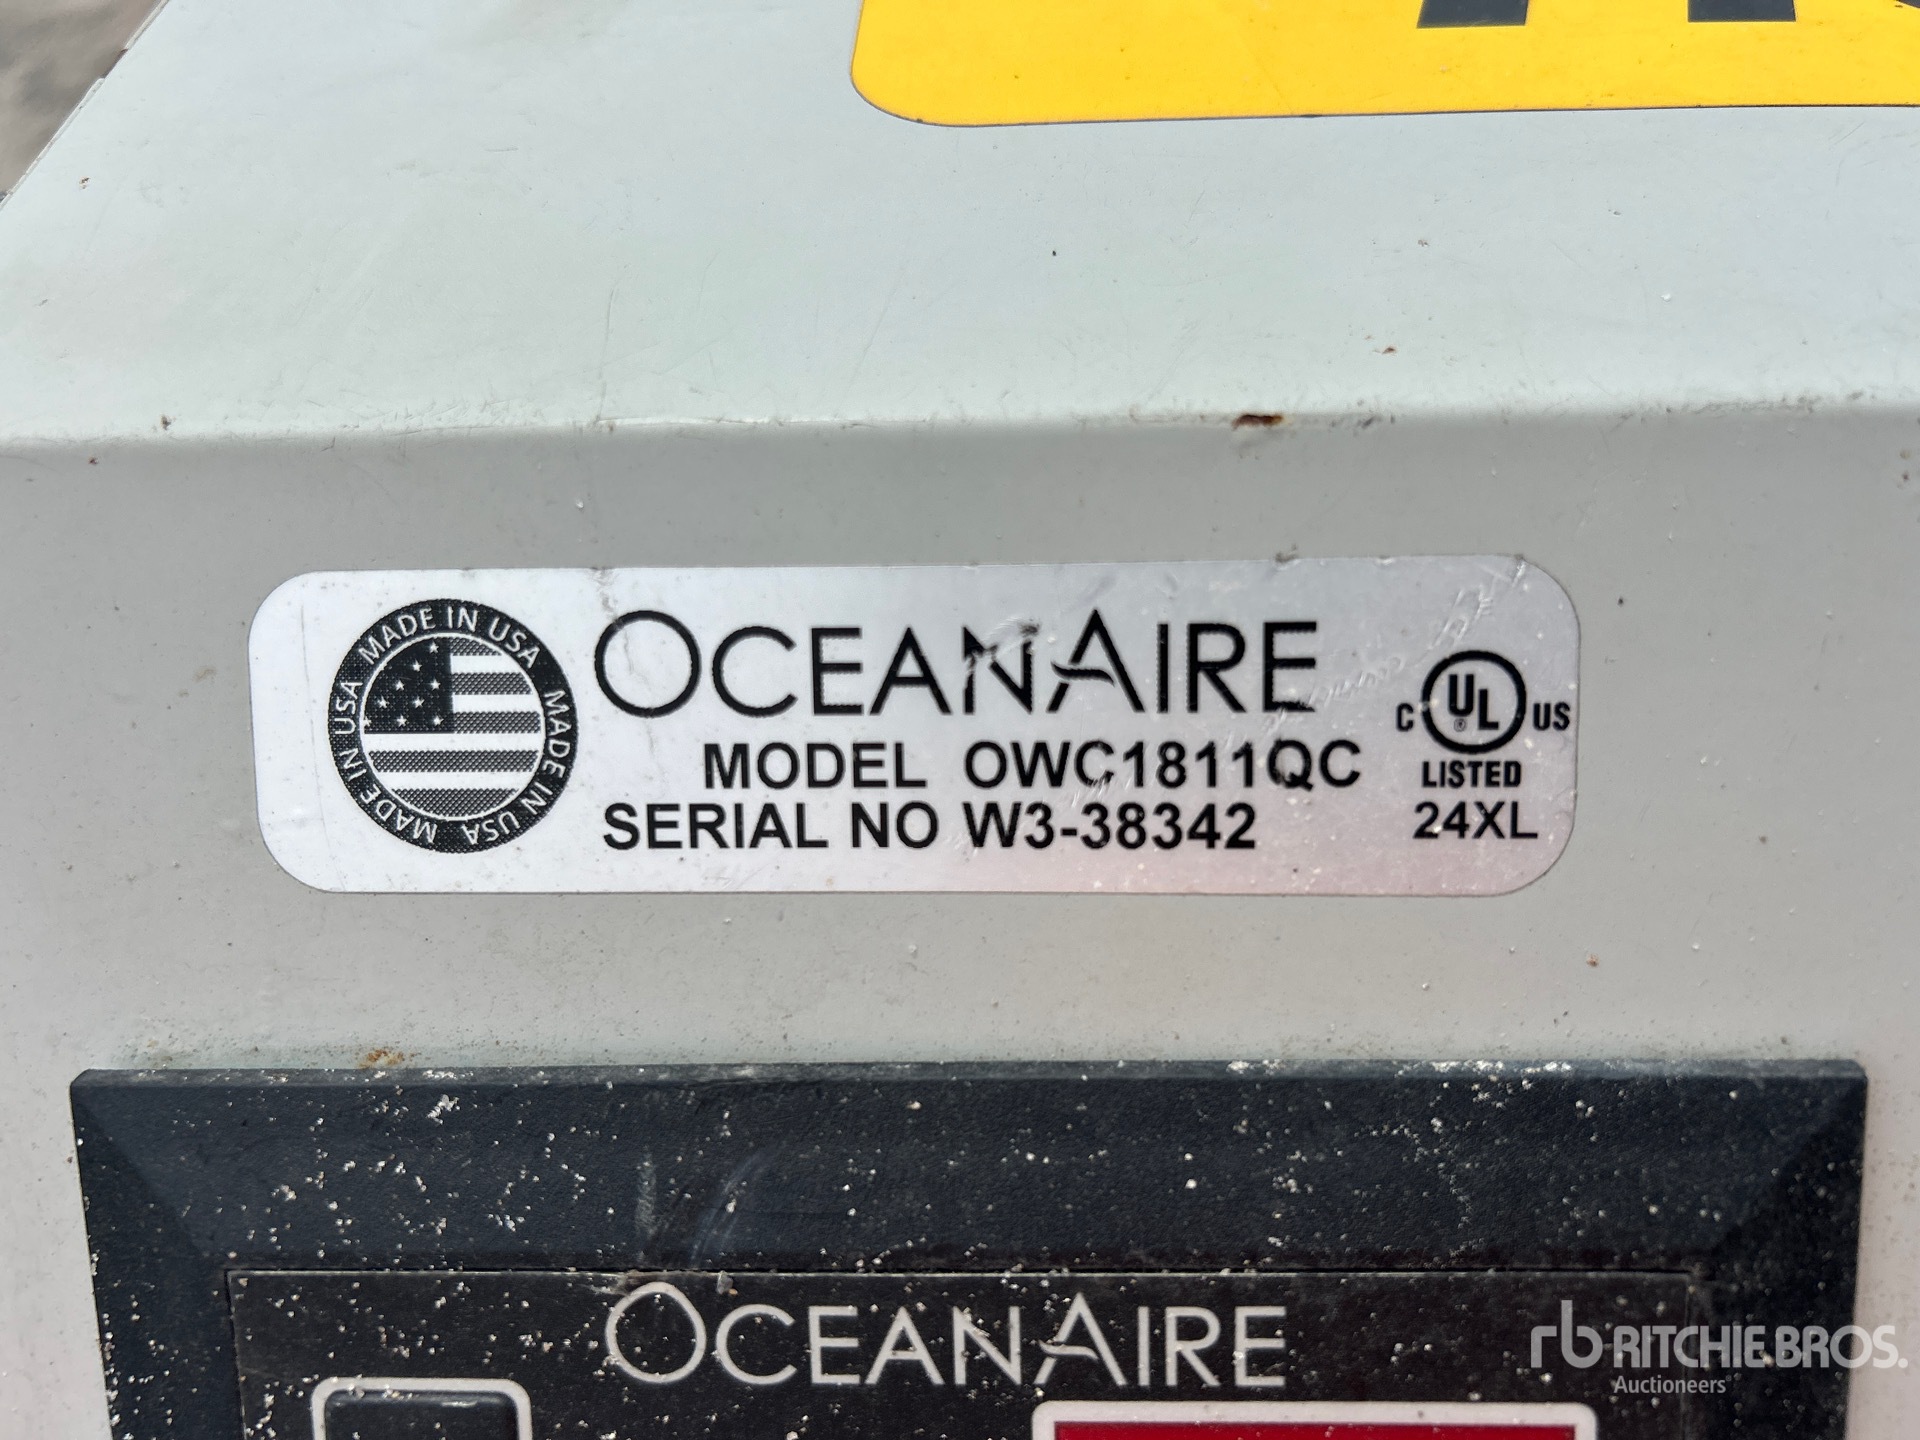 MADE IN USA MADE IN USA MADE IN USA
OCEANAIRE
MODEL OWC1811QC
SERIAL NO W3-38342
C UL ® US
LISTED
24XL
OCEANAIRE
rb RITCHIE BROS.
Auctioneers